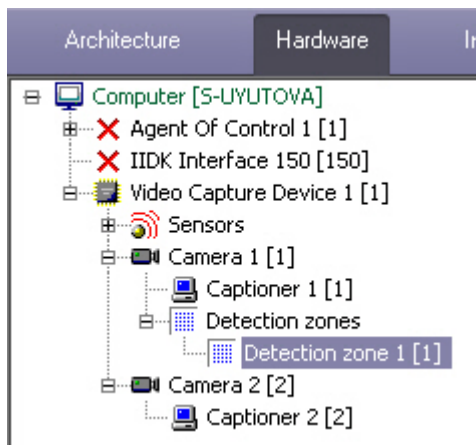 Architecture Hardware
Computer [S-UYUTOVA]
Agent Of Control 1 [1]
IIDK Interface 150 [150]
Video Capture Device 1 [1]
Sensors
Camera 1 [1]
Captioner 1 [1]
Detection zones
Detection zone 1 [1]
Camera 2 [2]
Captioner 2 [2]